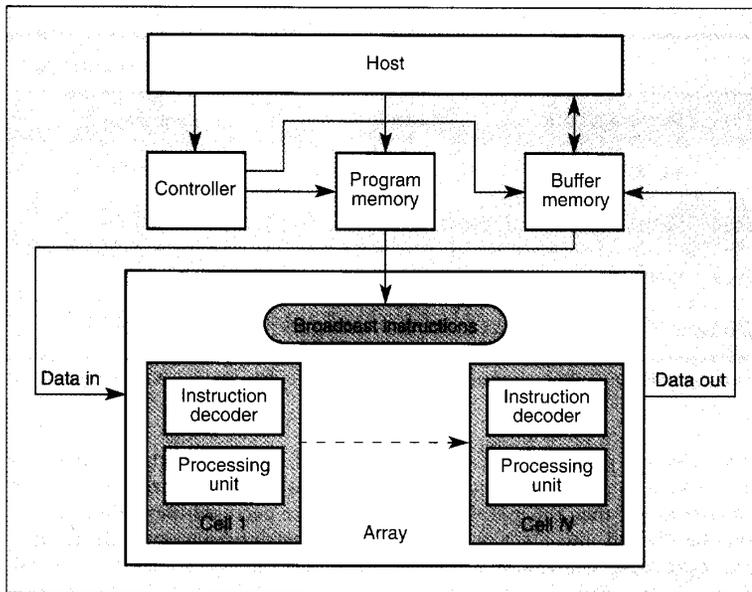 Host
Controller
Program
memory
Buffer
memory
Broadcast instructions
Data in
Data out
Instruction
decoder
Processing
unit
Cell 1
Array
Instruction
decoder
Processing
unit
Cell N